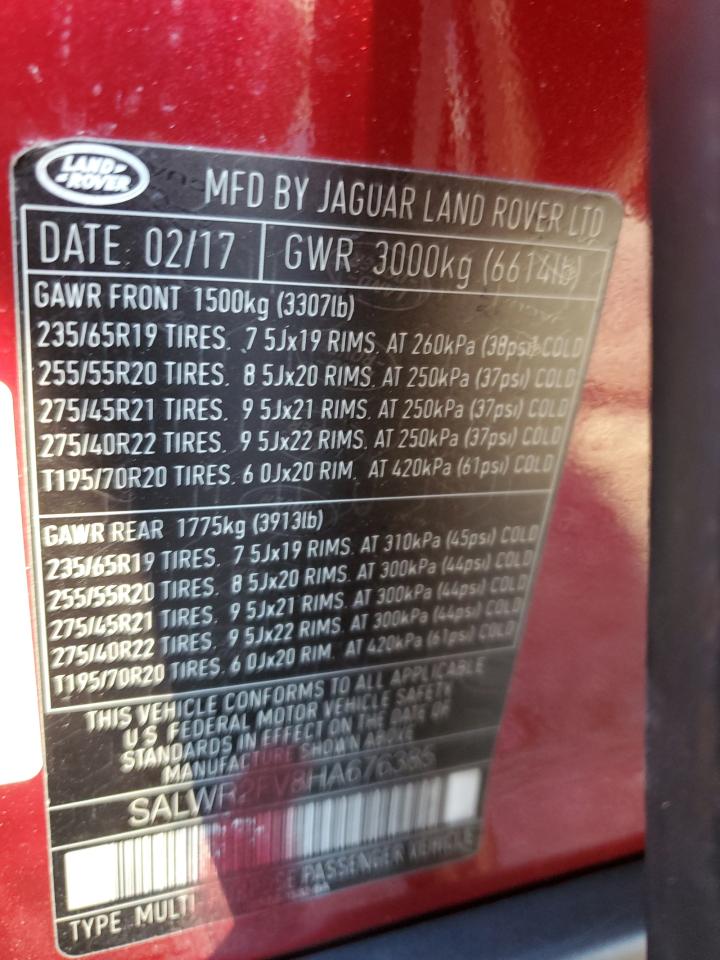 LAND ROVER
MFD BY JAGUAR LAND ROVER LTD
DATE 02/17 GWR 3000kg (6614lb)
GAWR FRONT 1500kg (3307lb)
235/65R19 TIRES. 7 5Jx19 RIMS. AT 260kPa (38psi) COLD
255/55R20 TIRES. 8 5Jx20 RIMS. AT 250kPa (37psi) COLD
275/45R21 TIRES. 9 5Jx21 RIMS. AT 250kPa (37psi) COLD
275/40R22 TIRES. 9 5Jx22 RIMS. AT 250kPa (37psi) COLD
T195/70R20 TIRES. 6 0Jx20 RIM. AT 420kPa (61psi) COLD
GAWR REAR 1775kg (3913lb)
235/65R19 TIRES. 7 5Jx19 RIMS. AT 310kPa (45psi) COLD
255/55R20 TIRES. 8 5Jx20 RIMS. AT 300kPa (44psi) COLD
275/45R21 TIRES. 9 5Jx21 RIMS. AT 300kPa (44psi) COLD
275/40R22 TIRES. 9 5Jx22 RIMS. AT 300kPa (44psi) COLD
T195/70R20 TIRES. 6 0Jx20 RIM. AT 420kPa (61psi) COLD
THIS VEHICLE CONFORMS TO ALL APPLICABLE
U.S. FEDERAL MOTOR VEHICLE SAFETY
STANDARDS IN EFFECT ON THE DATE OF
MANUFACTURE SHOWN ABOVE
SALWR2FV8HA676385
TYPE MULTI PASSENGER VEHICLE